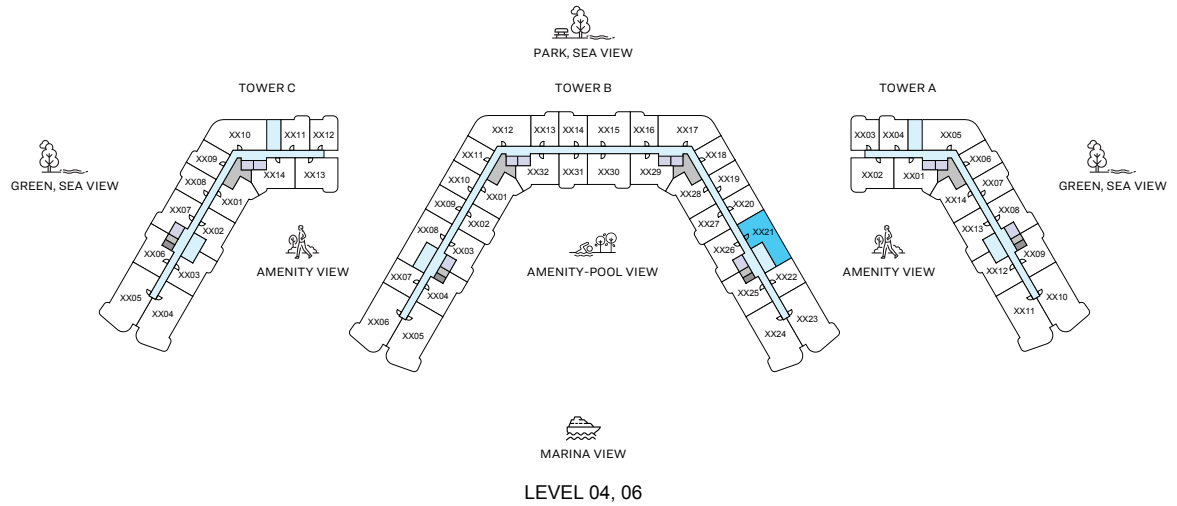 PARK, SEA VIEW
TOWER C
TOWER B
TOWER A
GREEN, SEA VIEW
GREEN, SEA VIEW
XX10
XX11
XX12
XX09
XX14
XX13
XX08
XX01
XX07
XX02
XX06
XX03
XX05
XX04
XX12
XX13
XX14
XX15
XX16
XX17
XX11
XX32
XX31
XX30
XX29
XX18
XX10
XX01
XX28
XX19
XX09
XX02
XX27
XX20
XX08
XX03
XX26
XX21
XX07
XX04
XX25
XX22
XX06
XX05
XX24
XX23
XX03
XX04
XX05
XX02
XX01
XX06
XX14
XX07
XX13
XX08
XX12
XX09
XX11
XX10
AMENITY VIEW
AMENITY-POOL VIEW
AMENITY VIEW
MARINA VIEW
LEVEL 04, 06